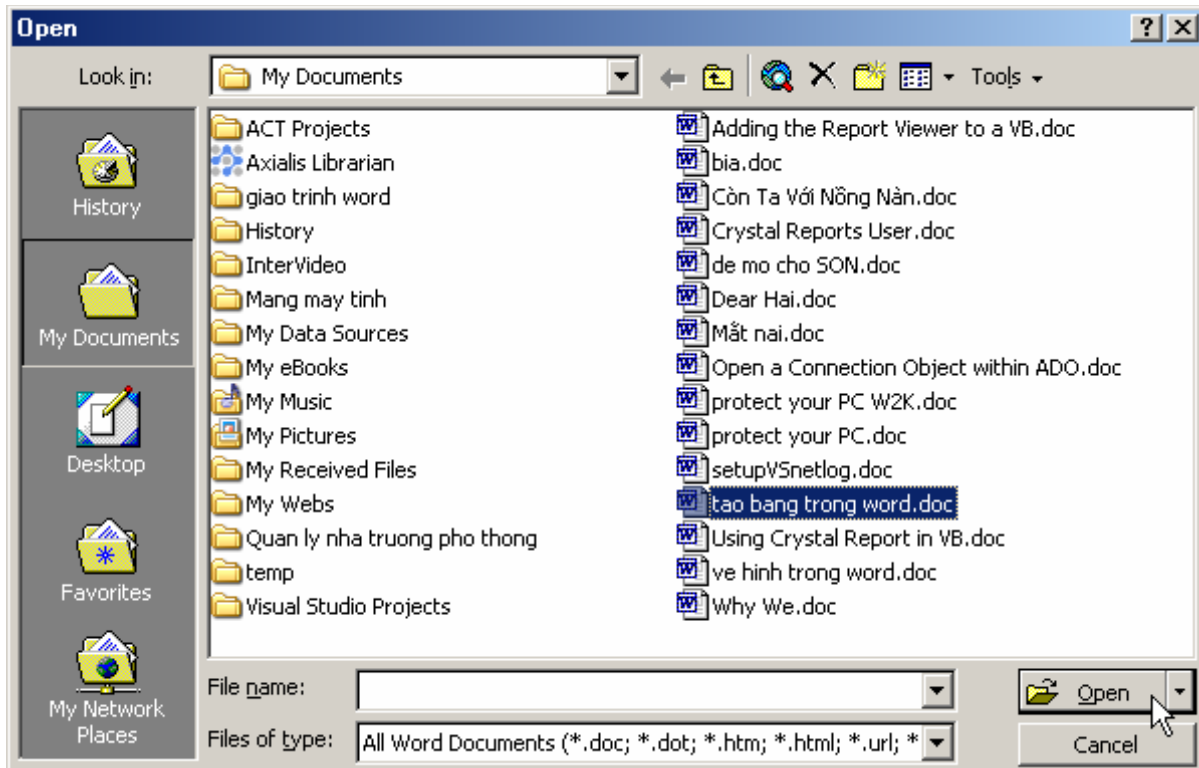 Open
Look in:
My Documents
Tools
History
My Documents
Desktop
Favorites
My Network
Places
ACT Projects
Axialis Librarian
giao trinh word
History
InterVideo
Mang may tinh
My Data Sources
My eBooks
My Music
My Pictures
My Received Files
My Webs
Quan ly nha truong pho thong
temp
Visual Studio Projects
Adding the Report Viewer to a VB.doc
bia.doc
Còn Ta Với Nồng Nàn.doc
Crystal Reports User.doc
de mo cho SON.doc
Dear Hai.doc
Mắt nai.doc
Open a Connection Object within ADO.doc
protect your PC W2K.doc
protect your PC.doc
setupVSnetlog.doc
tao bang trong word.doc
Using Crystal Report in VB.doc
ve hinh trong word.doc
Why We.doc
File name:
Open
Files of type:
All Word Documents (*.doc; *.dot; *.htm; *.html; *.url; *
Cancel